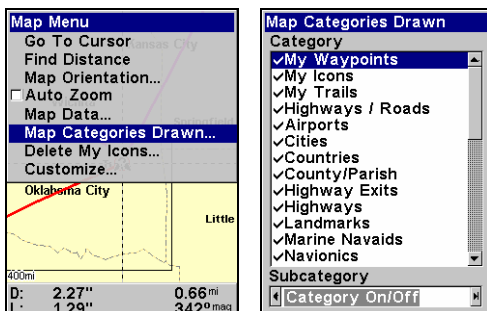 Map Menu
Go To Cursor
Find Distance
Map Orientation...
Auto Zoom
Map Data...
Map Categories Drawn...
Delete My Icons...
Customize...
Oklahoma City
Little
400mi
D: 2.27" 0.66 mi
L: 1.29" 342° mag
Map Categories Drawn
Category
My Waypoints
My Icons
My Trails
Highways / Roads
Airports
Cities
Countries
County/Parish
Highway Exits
Highways
Landmarks
Marine Navaids
Navionics
Subcategory
Category On/Off